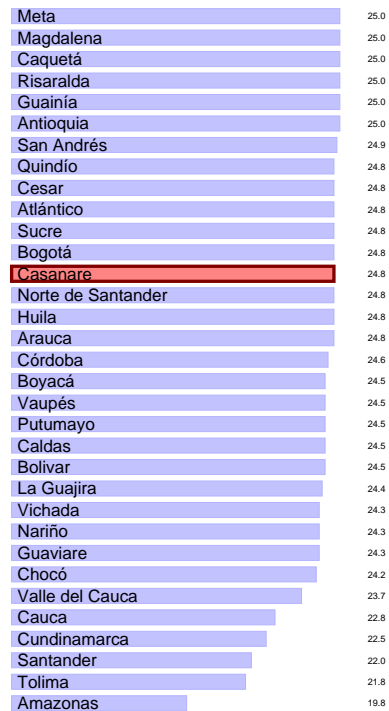 Meta 25.0
Magdalena 25.0
Caquetá 25.0
Risaralda 25.0
Guainía 25.0
Antioquia 25.0
San Andrés 24.9
Quindío 24.8
Cesar 24.8
Atlántico 24.8
Sucre 24.8
Bogotá 24.8
Casanare 24.8
Norte de Santander 24.8
Huila 24.8
Arauca 24.8
Córdoba 24.6
Boyacá 24.5
Vaupés 24.5
Putumayo 24.5
Caldas 24.5
Bolivar 24.5
La Guajira 24.4
Vichada 24.3
Nariño 24.3
Guaviare 24.3
Chocó 24.2
Valle del Cauca 23.7
Cauca 22.8
Cundinamarca 22.5
Santander 22.0
Tolima 21.8
Amazonas 19.8